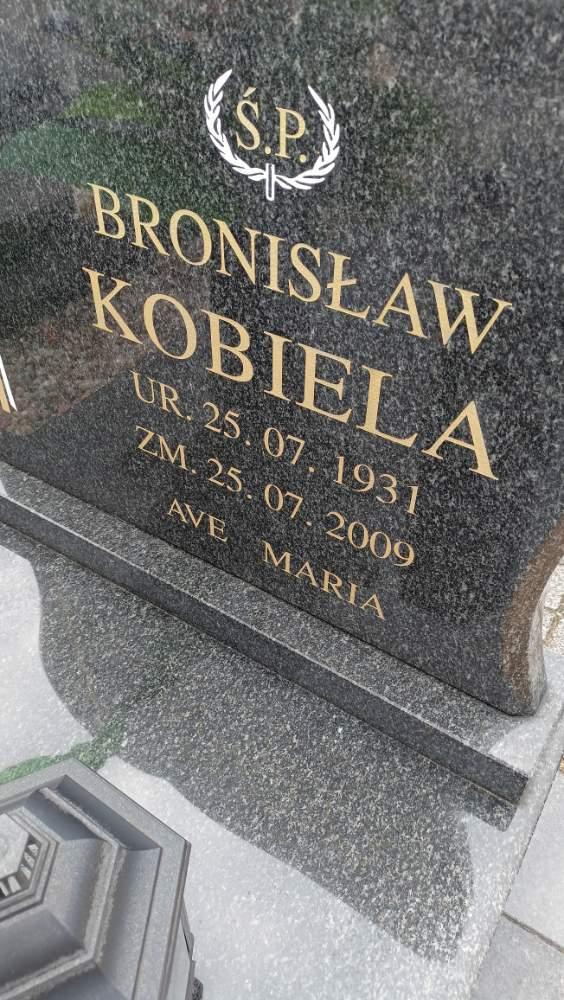 Ś.P.
BRONISŁAW
KOBIELA
UR. 25. 07. 1931
ZM. 25. 07. 2009
AVE MARIA